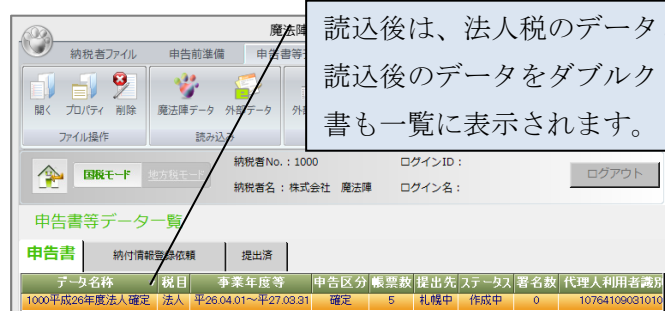 魔法陣
読込後は、法人税のデータ
読込後のデータをダブルク
書も一覧に表示されます。
納税者ファイル 申告前準備 申告書等
開く プロパティ 削除 魔法陣データ 外部データ
ファイル操作 読み込み
国税モード 地方税モード
納税者No.：1000 ログインID：
納税者名：株式会社 魔法陣 ログイン名：
ログアウト
申告書等データ一覧
申告書 納付情報登録依頼 提出済
データ名称 税目 事業年度等 申告区分 帳票数 提出先 ステータス 署名数 代理人利用者識別
1000平成26年度法人確定 法人 平26.04.01～平27.03.31 確定 5 札幌中 作成中 0 10764109031010